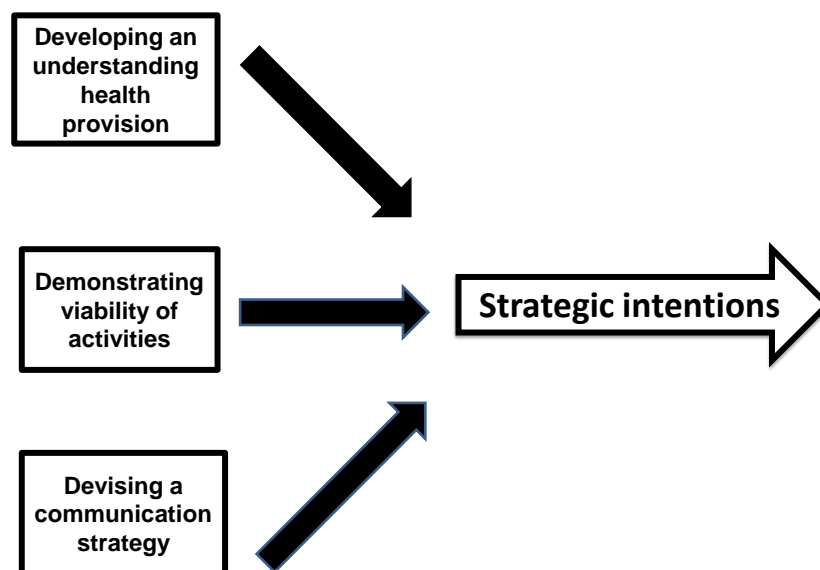 Developing an
understanding
health
provision
Demonstrating
viability of
activities
Strategic intentions
Devising a
communication
strategy